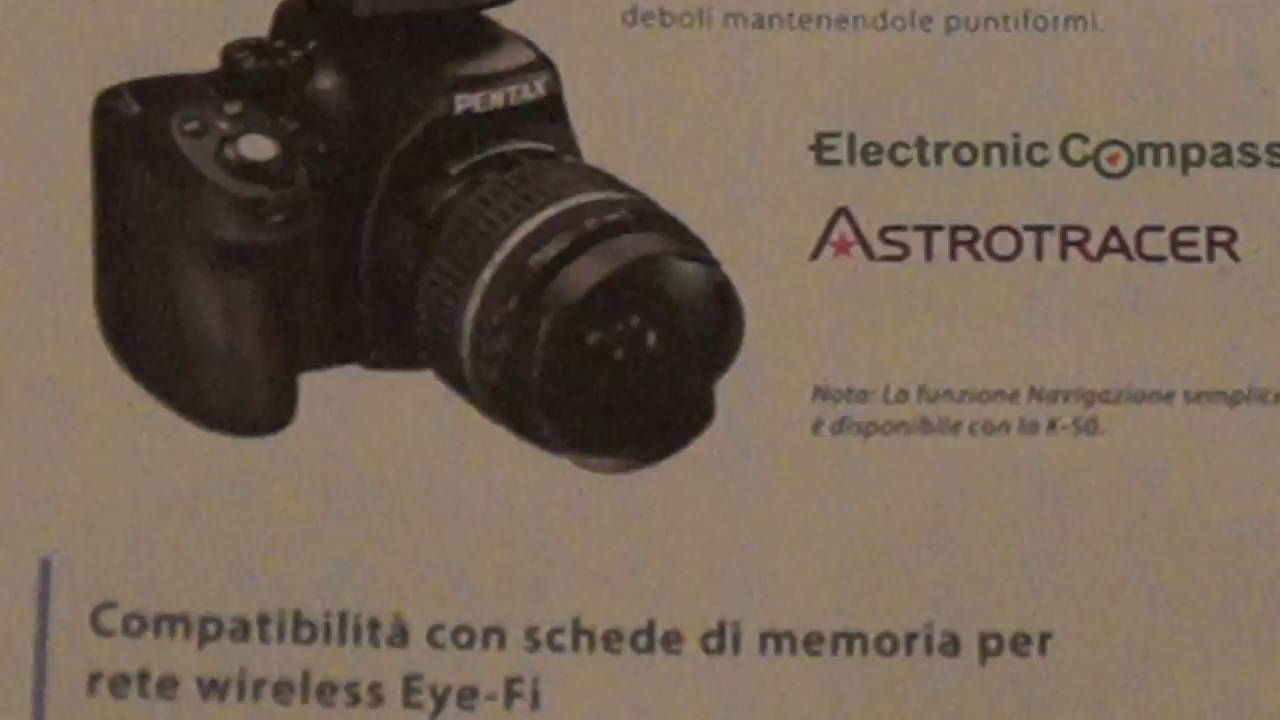 deboli mantenendole puntiformi.
PENTAX
Electronic Compass
ASTROTRACER
Nota: La funzione Navigazione semplice
è disponibile con la K-50.
Compatibilità con schede di memoria per
rete wireless Eye-Fi